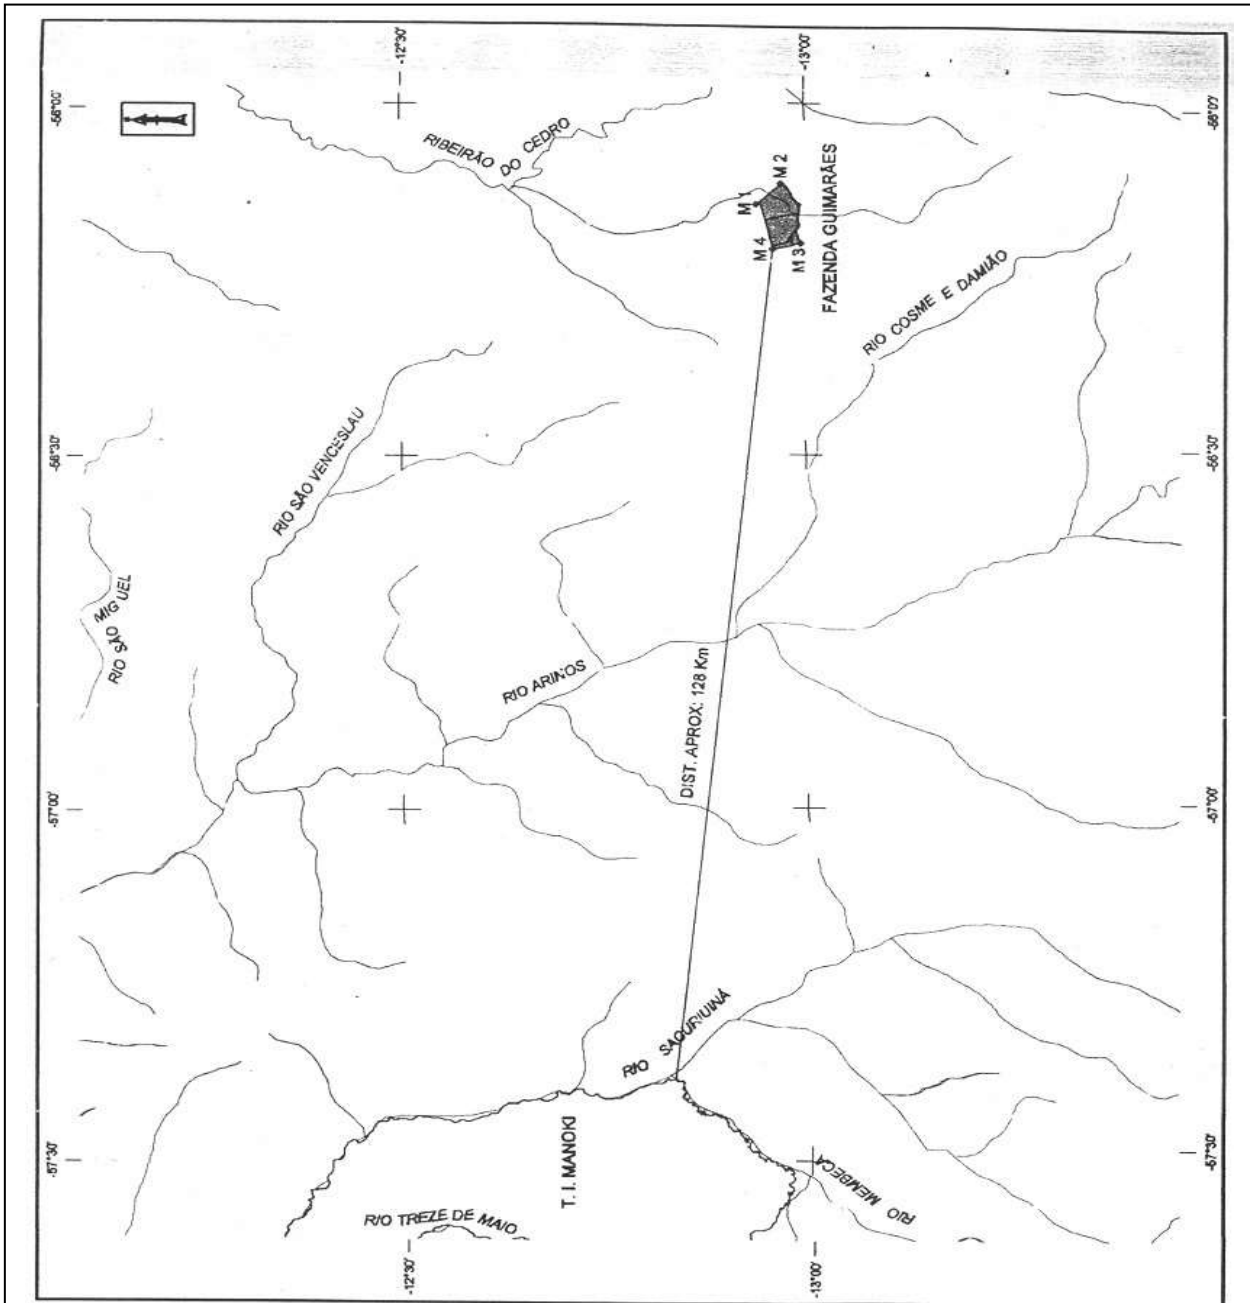 -12°30'
-13°00'
-56°00'
-56°00'
RIBEIRÃO DO CEDRO
M 1
M 2
M 4
M 3
FAZENDA GUIMARÃES
RIO COSME E DAMIÃO
RIO SÃO VENCESLAU
-56°30'
-56°30'
RIO SÃO MIGUEL
RIO ARINOS
DIST. APROX: 128 Km
-57°00'
-57°00'
RIO SAQURIUINÁ
T. I. MANOKI
-57°30'
-57°30'
RIO MEMBECA
RIO TREZE DE MAIO
-12°30'
-13°00'